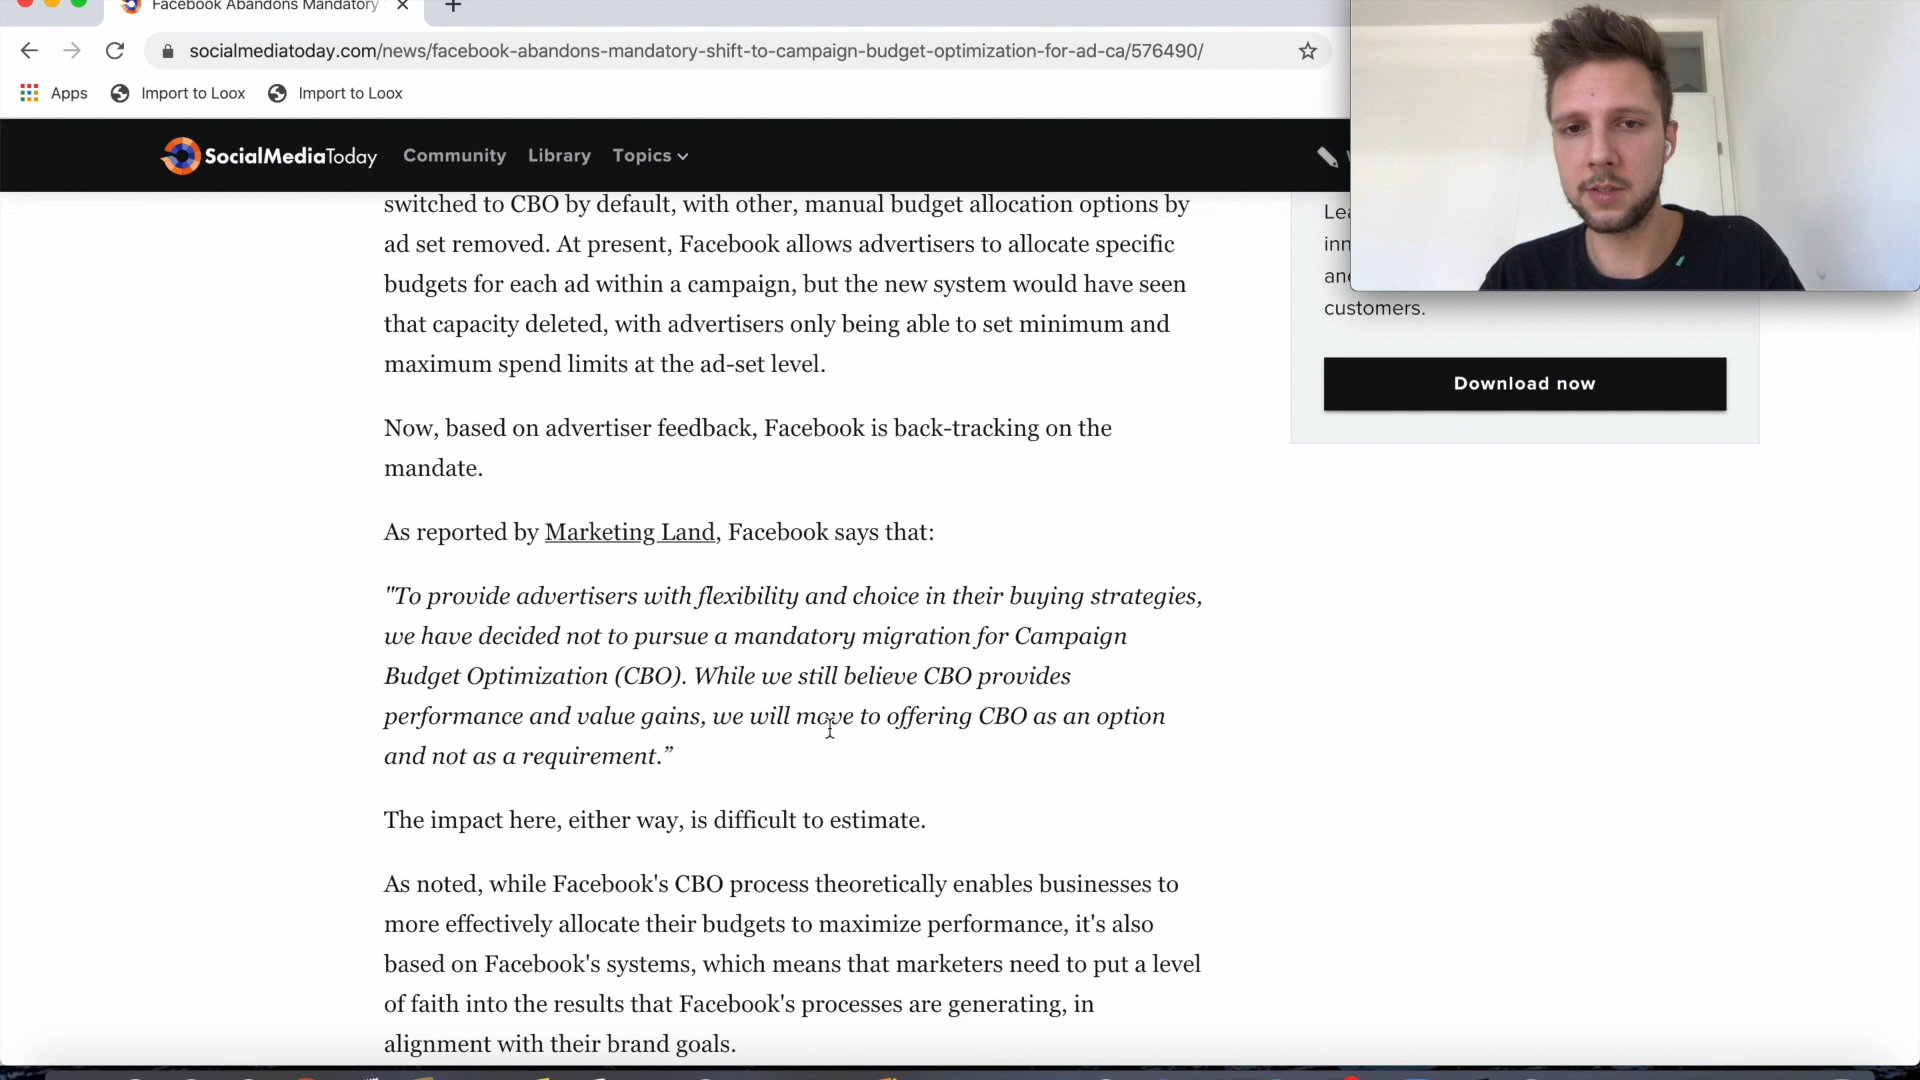 Facebook Abandons Mandatory
socialmediatoday.com/news/facebook-abandons-mandatory-shift-to-campaign-budget-optimization-for-ad-ca/576490/
Apps Import to Loox Import to Loox
SocialMediaToday Community Library Topics
switched to CBO by default, with other, manual budget allocation options by
ad set removed. At present, Facebook allows advertisers to allocate specific
budgets for each ad within a campaign, but the new system would have seen
that capacity deleted, with advertisers only being able to set minimum and
maximum spend limits at the ad-set level.
Now, based on advertiser feedback, Facebook is back-tracking on the
mandate.
As reported by Marketing Land, Facebook says that:
"To provide advertisers with flexibility and choice in their buying strategies,
we have decided not to pursue a mandatory migration for Campaign
Budget Optimization (CBO). While we still believe CBO provides
performance and value gains, we will move to offering CBO as an option
and not as a requirement.”
The impact here, either way, is difficult to estimate.
As noted, while Facebook's CBO process theoretically enables businesses to
more effectively allocate their budgets to maximize performance, it's also
based on Facebook's systems, which means that marketers need to put a level
of faith into the results that Facebook's processes are generating, in
alignment with their brand goals.
customers.
Download now